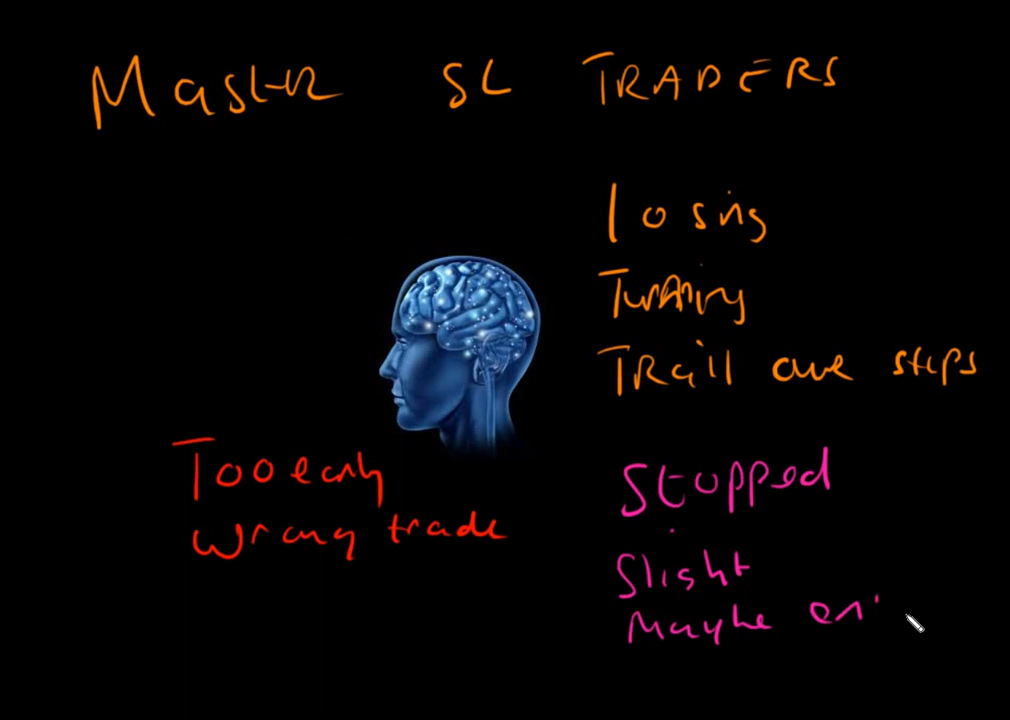 Master SL TRADERS
losing
Turning
TRail our stops
Too early
wrong trade
Stopped
Slight
Maybe